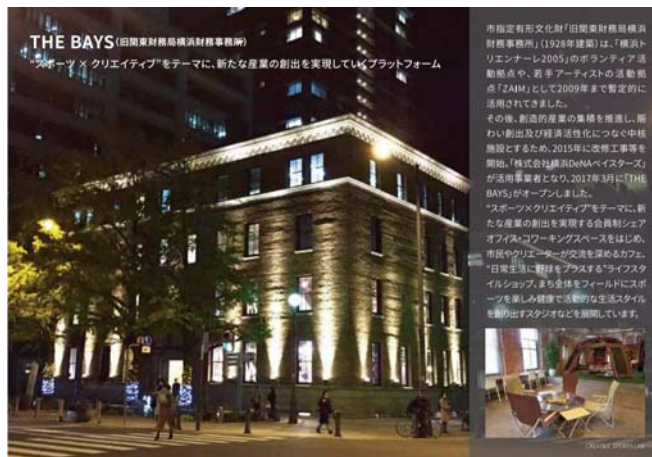 THE BAYS(旧関東財務局横浜財務事務所)
“スポーツ × クリエイティブ”をテーマに、新たな産業の創出を実現していくプラットフォーム
市指定有形文化財「旧関東財務局横浜
財務事務所」(1928年建築)は、「横浜ト
リエンナーレ2005」のボランティア活
動拠点や、若手アーティストの活動拠
点「ZAIM」として2009年まで暫定的に
活用されてきました。
その後、創造的産業の集積を推進し、賑
わい創出及び経済活性化につなぐ中核
施設とするため、2015年に改修工事等を
開始。「株式会社横浜DeNAベイスターズ」
が活用事業者となり、2017年3月に「THE
BAYS」がオープンしました。
“スポーツ×クリエイティブ”をテーマに、新
たな産業の創出を実現する会員制シェア
オフィス・コワーキングスペースをはじめ、
市民やクリエーターが交流を深めるカフェ、
“日常生活に野球をプラスする”ライフスタ
イルショップ、まち全体をフィールドにスポ
ーツを楽しみ健康で活動的な生活スタイル
を創り出すスタジオなどを展開しています。
CREATIVE SPORTS LAB